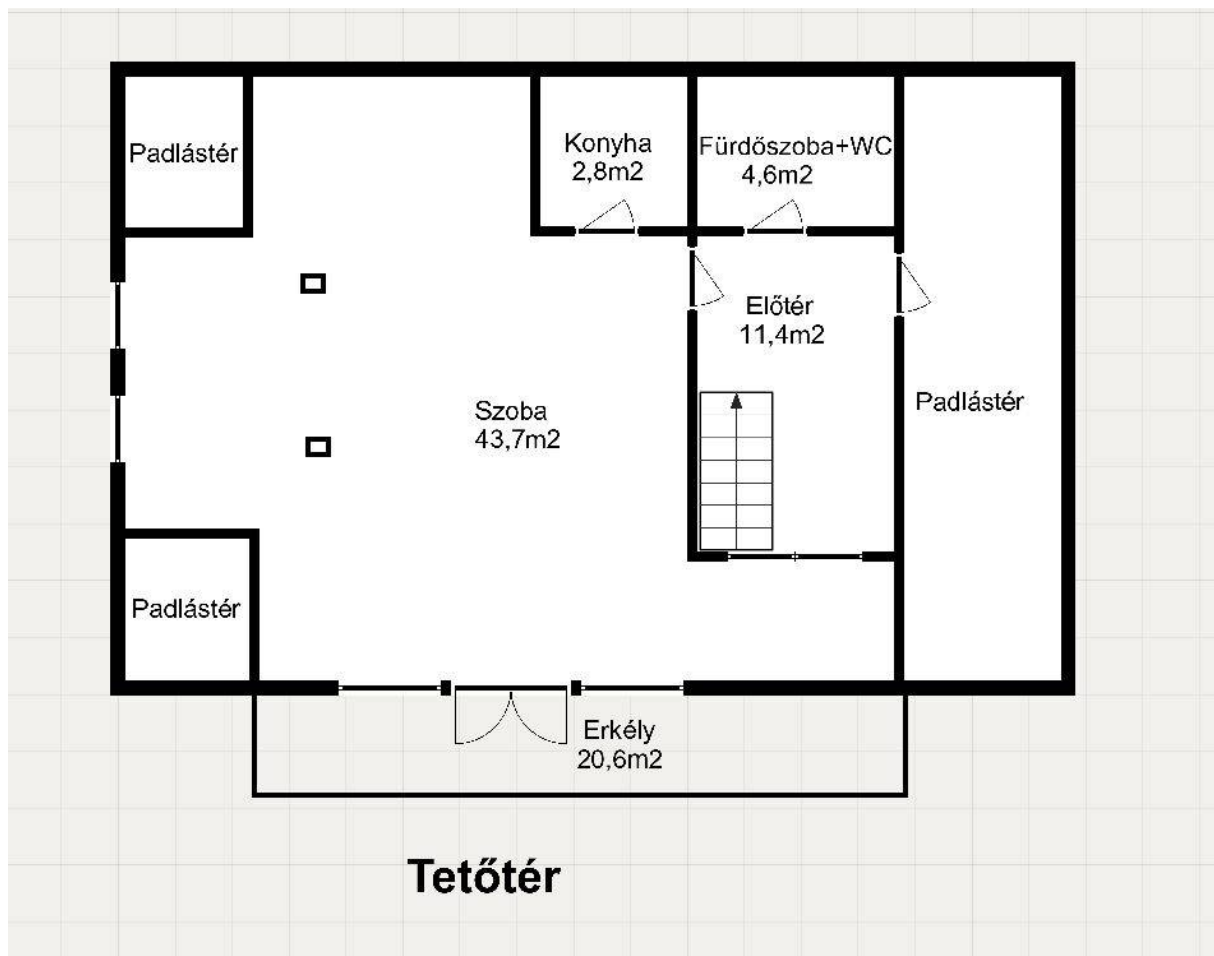 Padlástér
Konyha
2,8m2
Fürdőszoba+WC
4,6m2
Előtér
11,4m2
Szoba
43,7m2
Padlástér
Padlástér
Erkély
20,6m2
Tetőtér